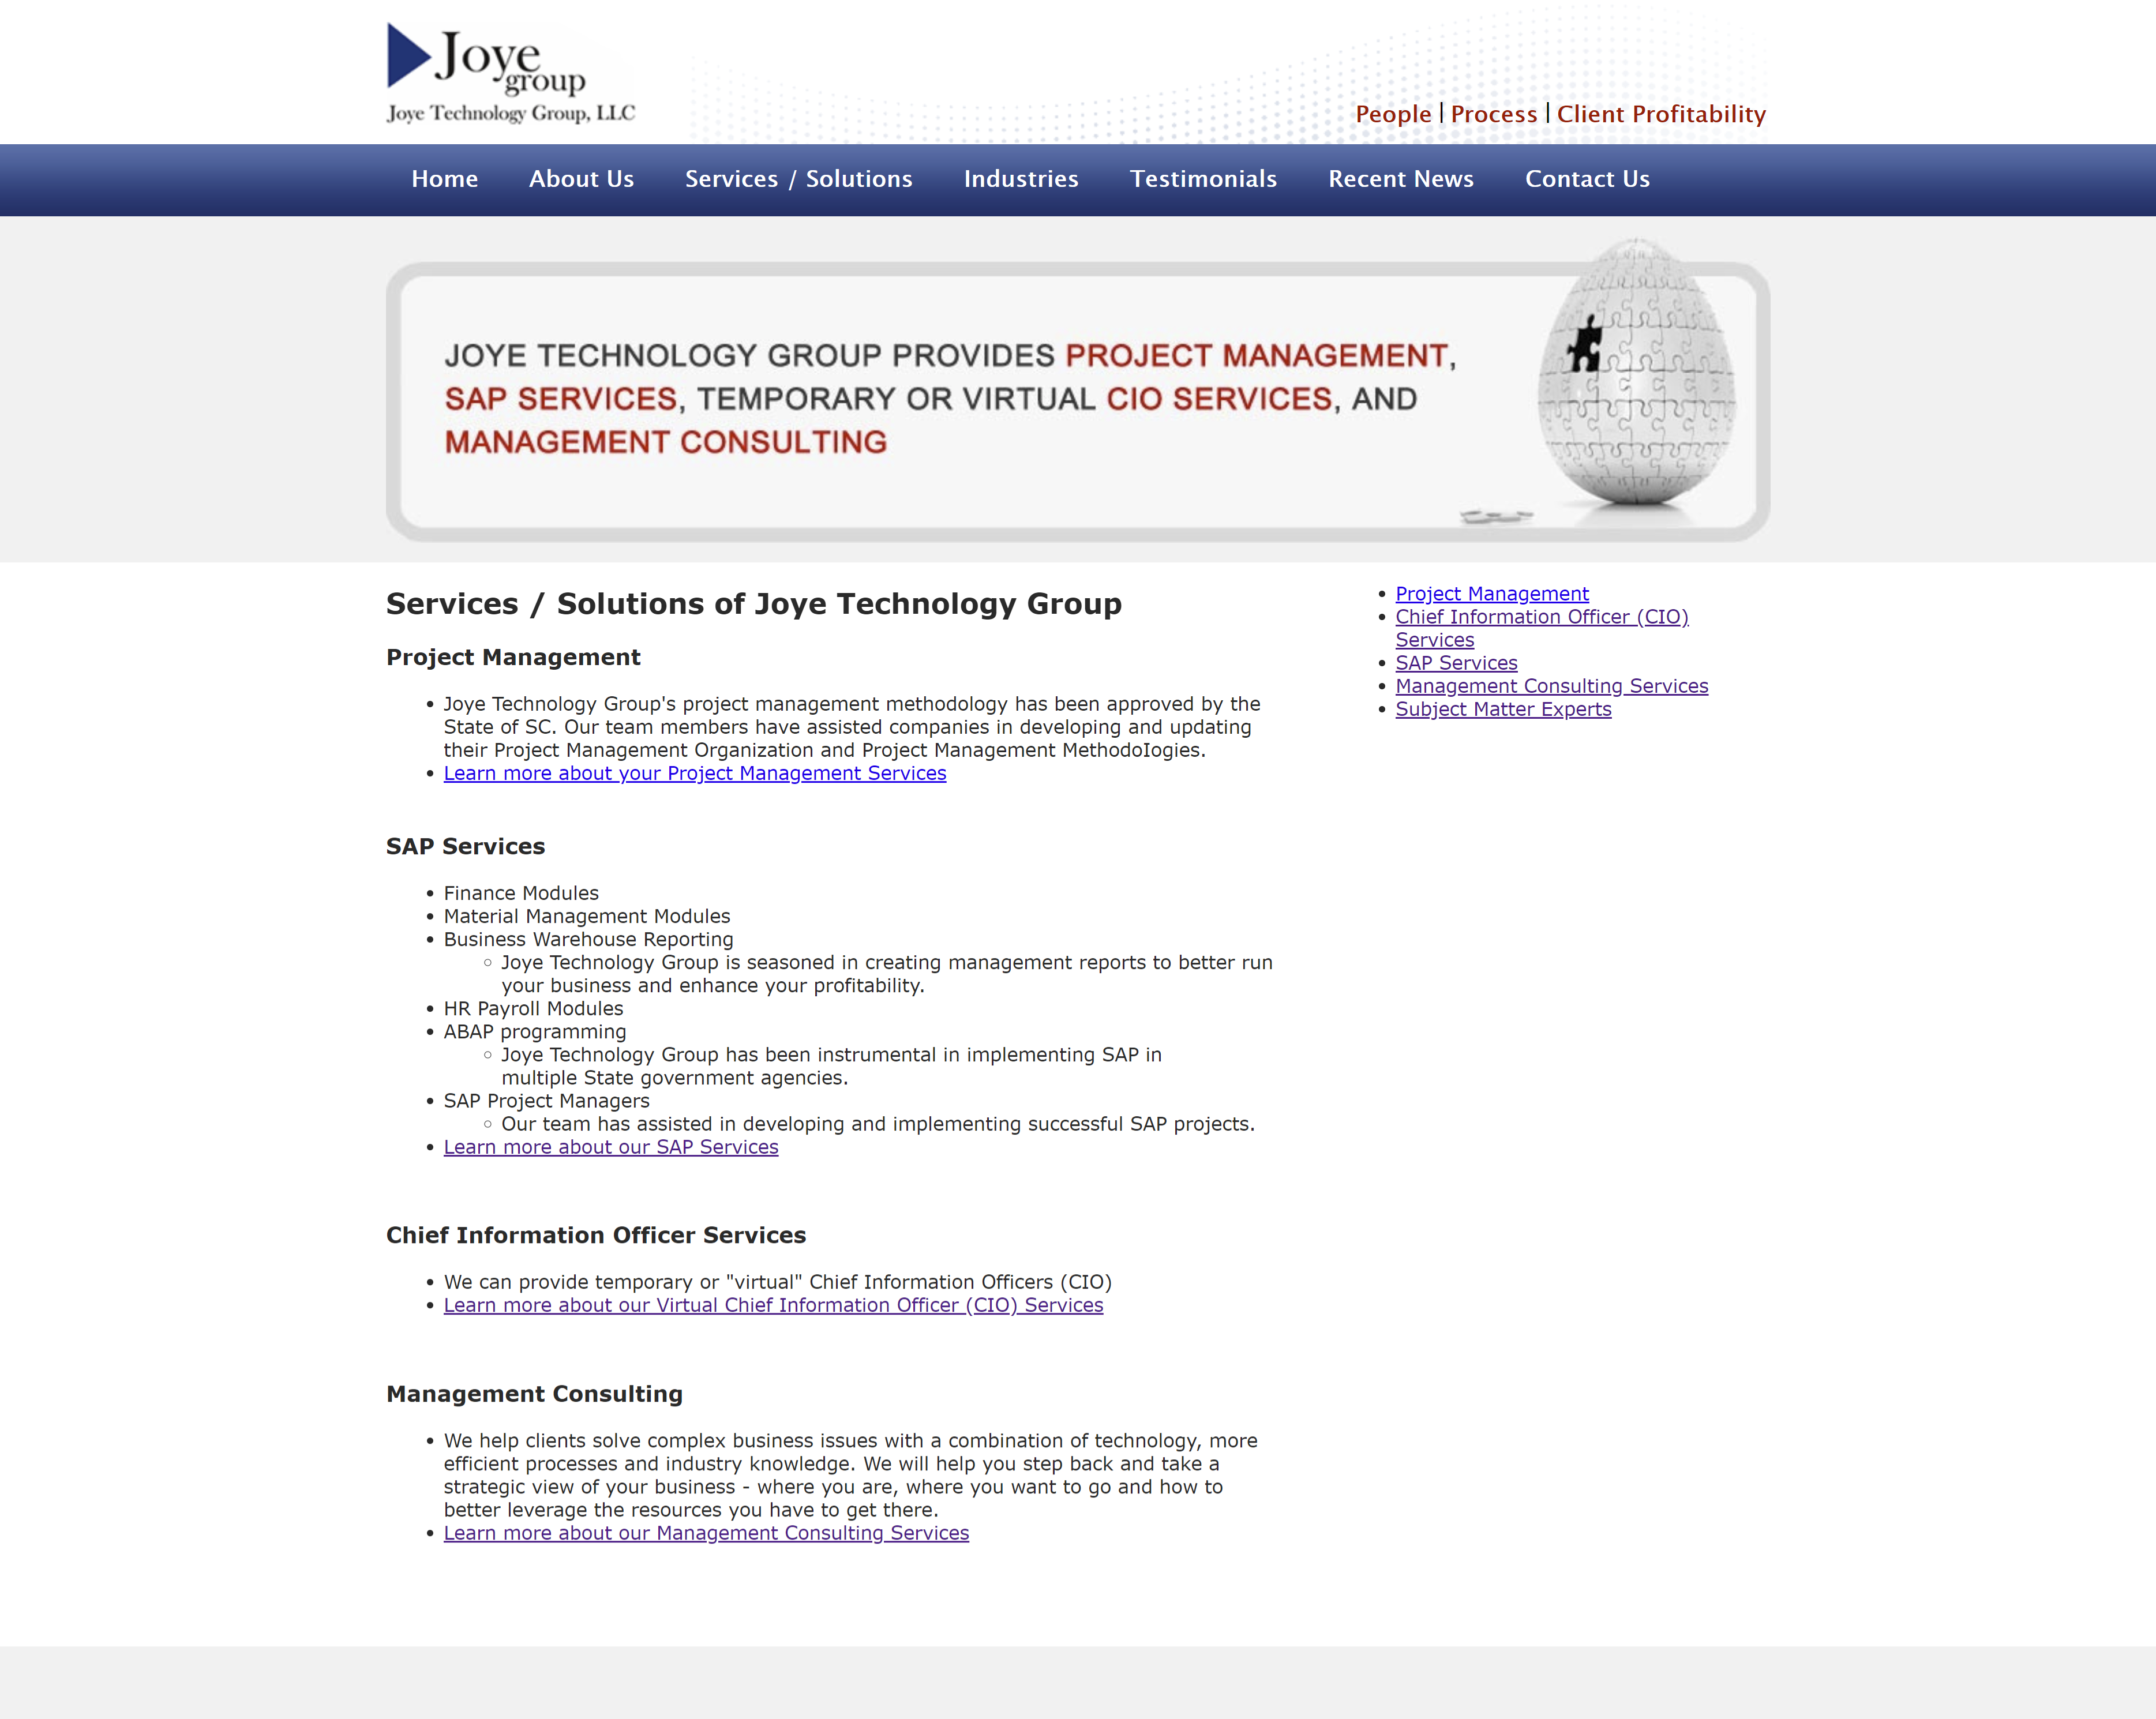 Joye
group
Joye Technology Group, LLC
People | Process | Client Profitability
Home About Us Services / Solutions Industries Testimonials Recent News Contact Us
JOYE TECHNOLOGY GROUP PROVIDES PROJECT MANAGEMENT,
SAP SERVICES, TEMPORARY OR VIRTUAL CIO SERVICES, AND
MANAGEMENT CONSULTING
Services / Solutions of Joye Technology Group
Project Management
• Joye Technology Group's project management methodology has been approved by the
State of SC. Our team members have assisted companies in developing and updating
their Project Management Organization and Project Management MethodoIogies.
• Learn more about your Project Management Services
SAP Services
• Finance Modules
• Material Management Modules
• Business Warehouse Reporting
◦ Joye Technology Group is seasoned in creating management reports to better run
your business and enhance your profitability.
• HR Payroll Modules
• ABAP programming
◦ Joye Technology Group has been instrumental in implementing SAP in
multiple State government agencies.
• SAP Project Managers
◦ Our team has assisted in developing and implementing successful SAP projects.
• Learn more about our SAP Services
Chief Information Officer Services
• We can provide temporary or "virtual" Chief Information Officers (CIO)
• Learn more about our Virtual Chief Information Officer (CIO) Services
Management Consulting
• We help clients solve complex business issues with a combination of technology, more
efficient processes and industry knowledge. We will help you step back and take a
strategic view of your business - where you are, where you want to go and how to
better leverage the resources you have to get there.
• Learn more about our Management Consulting Services
• Project Management
• Chief Information Officer (CIO)
Services
• SAP Services
• Management Consulting Services
• Subject Matter Experts